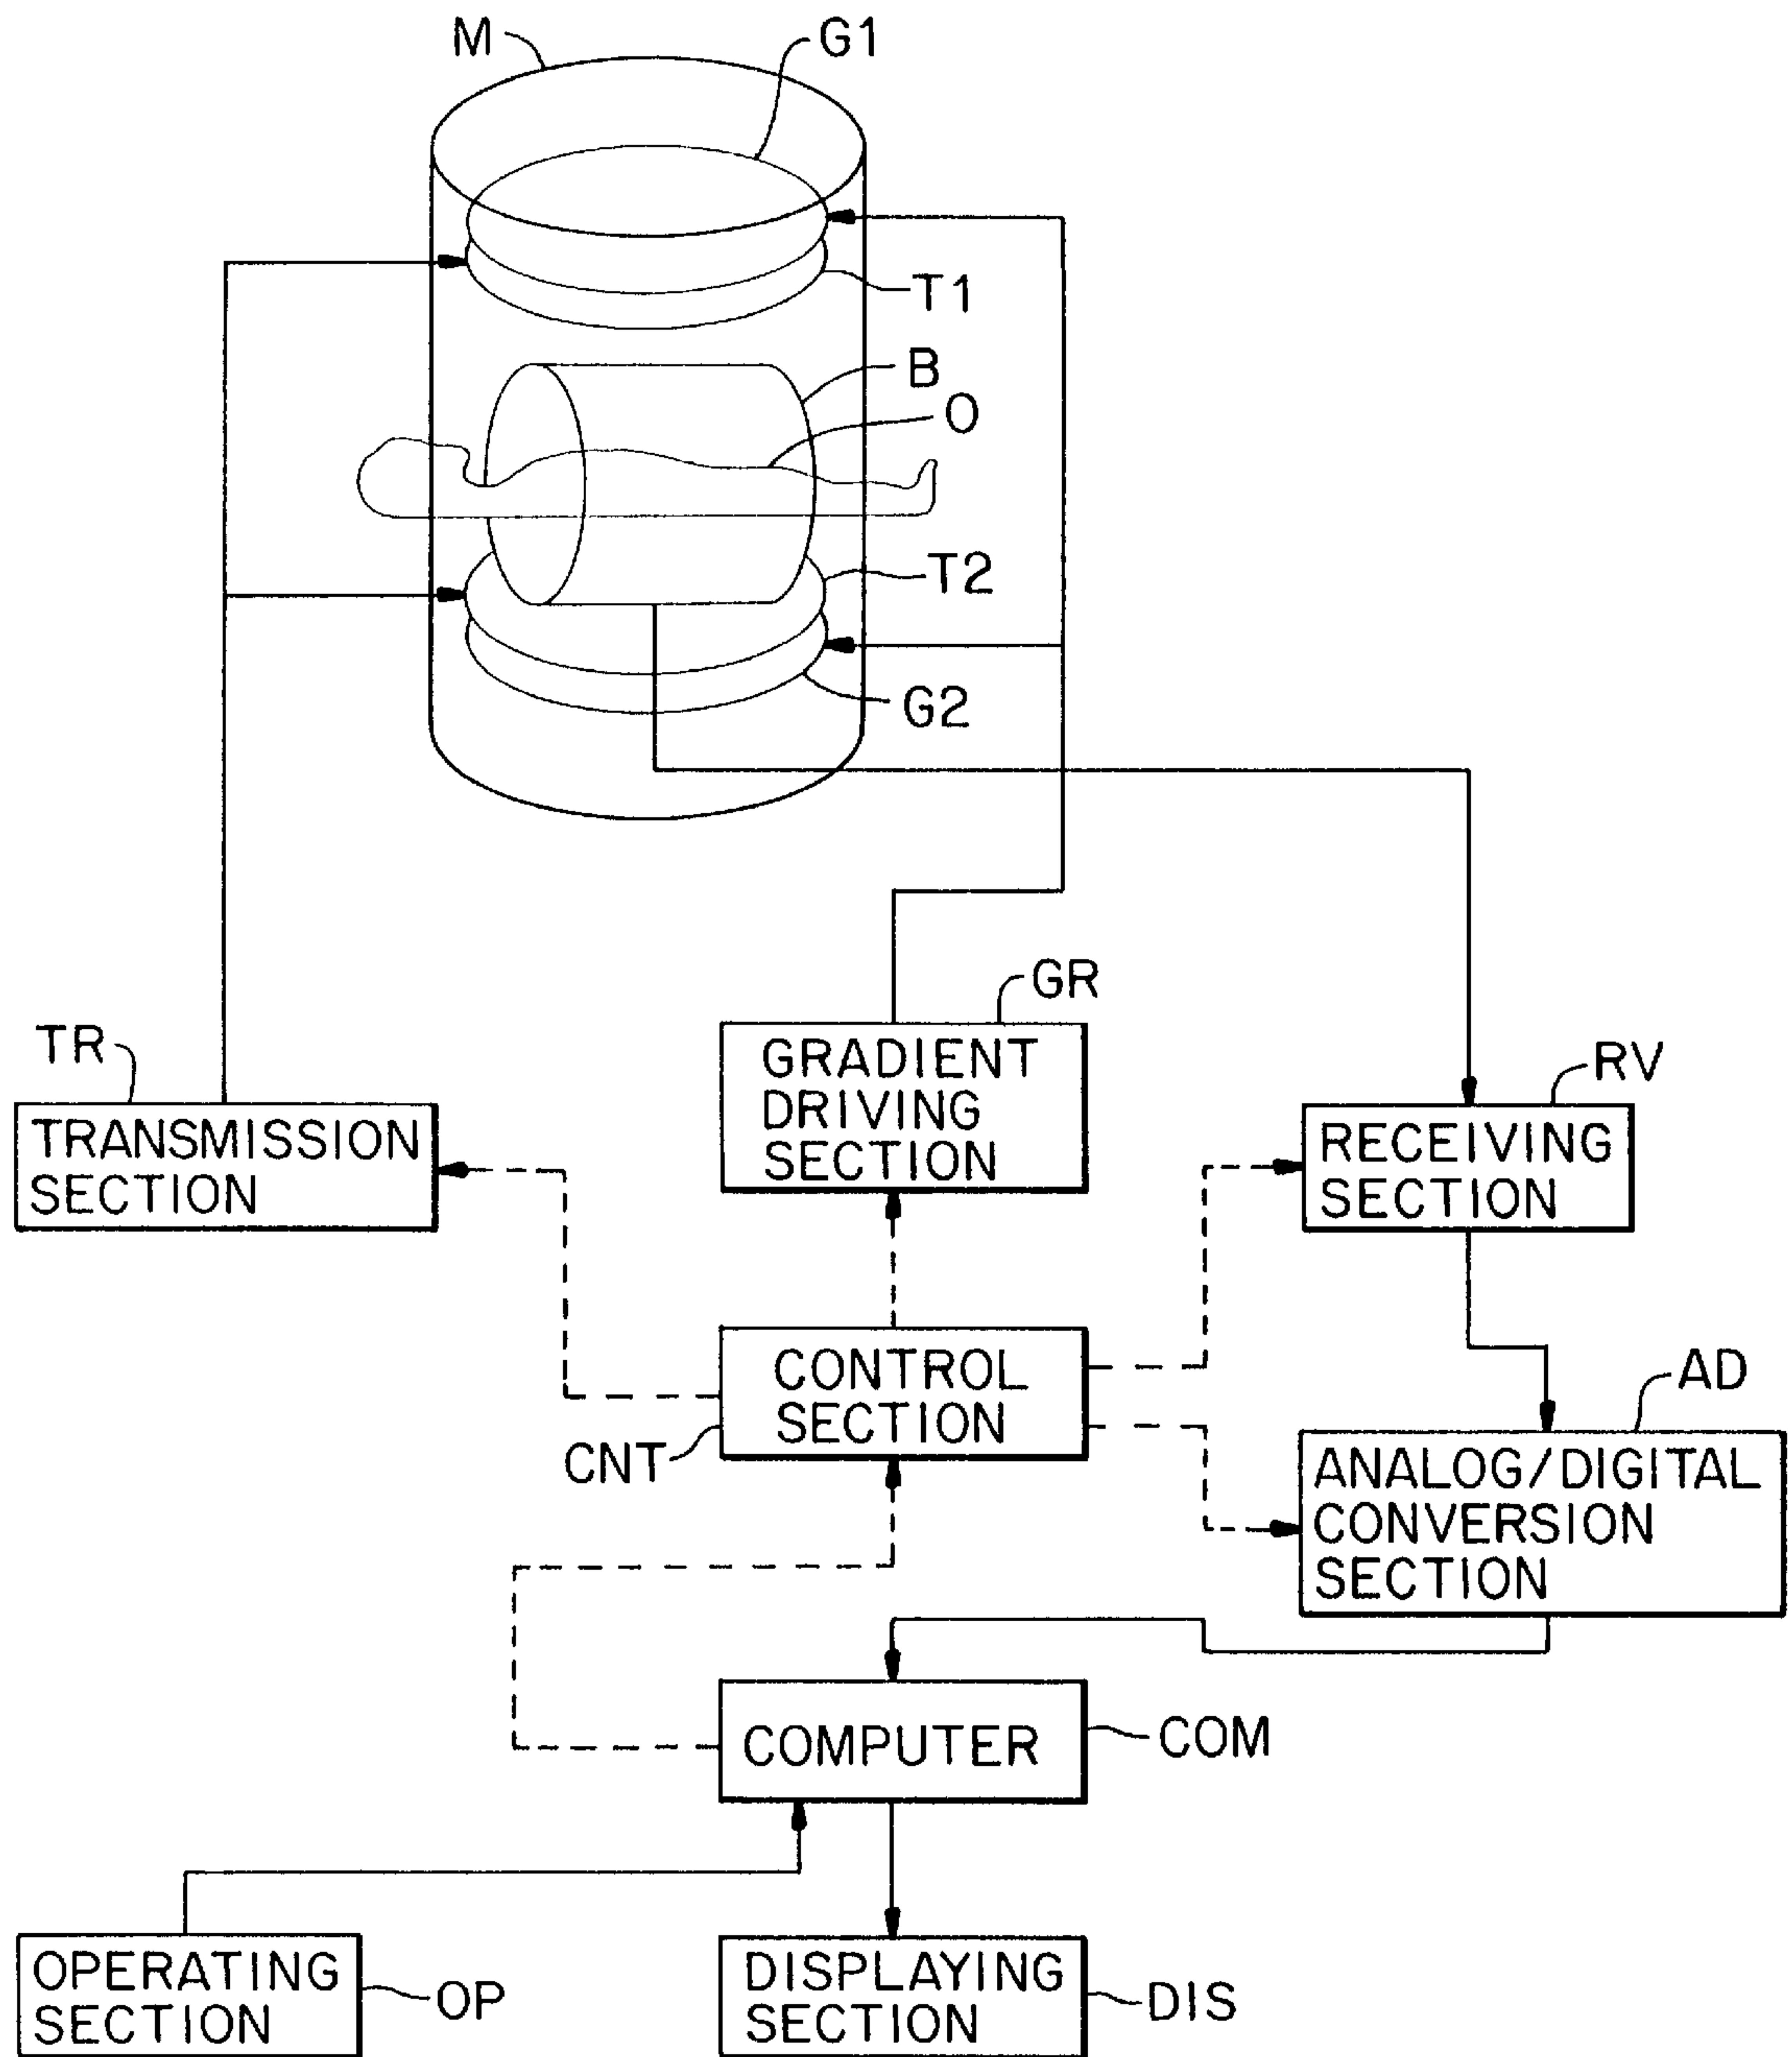 M
G1
T1
B
O
T2
G2
GR
TR
GRADIENT
DRIVING
SECTION
RV
TRANSMISSION
SECTION
RECEIVING
SECTION
CONTROL
SECTION
CNT
AD
ANALOG/DIGITAL
CONVERSION
SECTION
COMPUTER
COM
OPERATING
SECTION
OP
DISPLAYING
SECTION
DIS